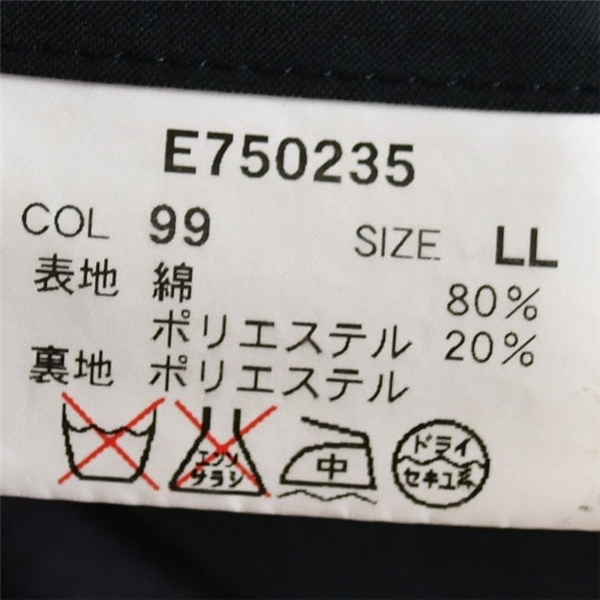 E750235
COL 99 SIZE LL
表地 綿 80%
ポリエステル 20%
裏地 ポリエステル
エンソサラシ 中 ドライセキユ系